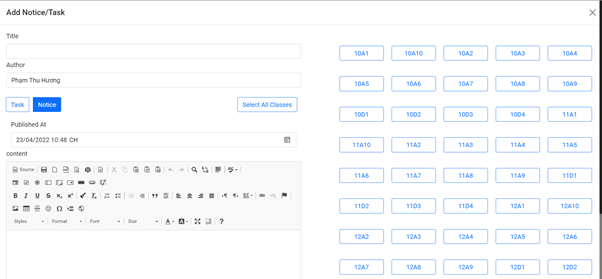 Add Notice/Task
Title
Author
Phạm Thu Hương
Task Notice Select All Classes
Published At
23/04/2022 10:48 CH
content
Source
Styles Format Font Size
10A1 10A10 10A2 10A3 10A4
10A5 10A6 10A7 10A8 10A9
10D1 10D2 10D3 10D4 11A1
11A10 11A2 11A3 11A4 11A5
11A6 11A7 11A8 11A9 11D1
11D2 11D3 11D4 12A1 12A10
12A2 12A3 12A4 12A5 12A6
12A7 12A8 12A9 12D1 12D2